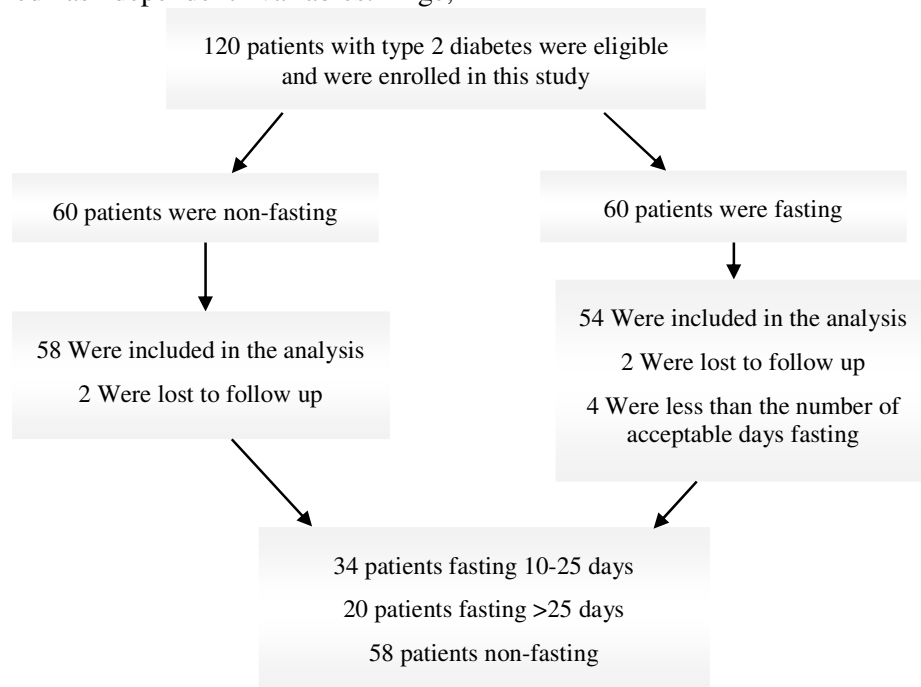 120 patients with type 2 diabetes were eligible
and were enrolled in this study
60 patients were non-fasting
60 patients were fasting
58 Were included in the analysis
2 Were lost to follow up
54 Were included in the analysis
2 Were lost to follow up
4 Were less than the number of
acceptable days fasting
34 patients fasting 10-25 days
20 patients fasting >25 days
58 patients non-fasting